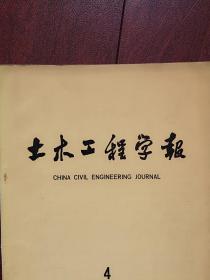 土木工程学报
CHINA CIVIL ENGINEERING JOURNAL
4